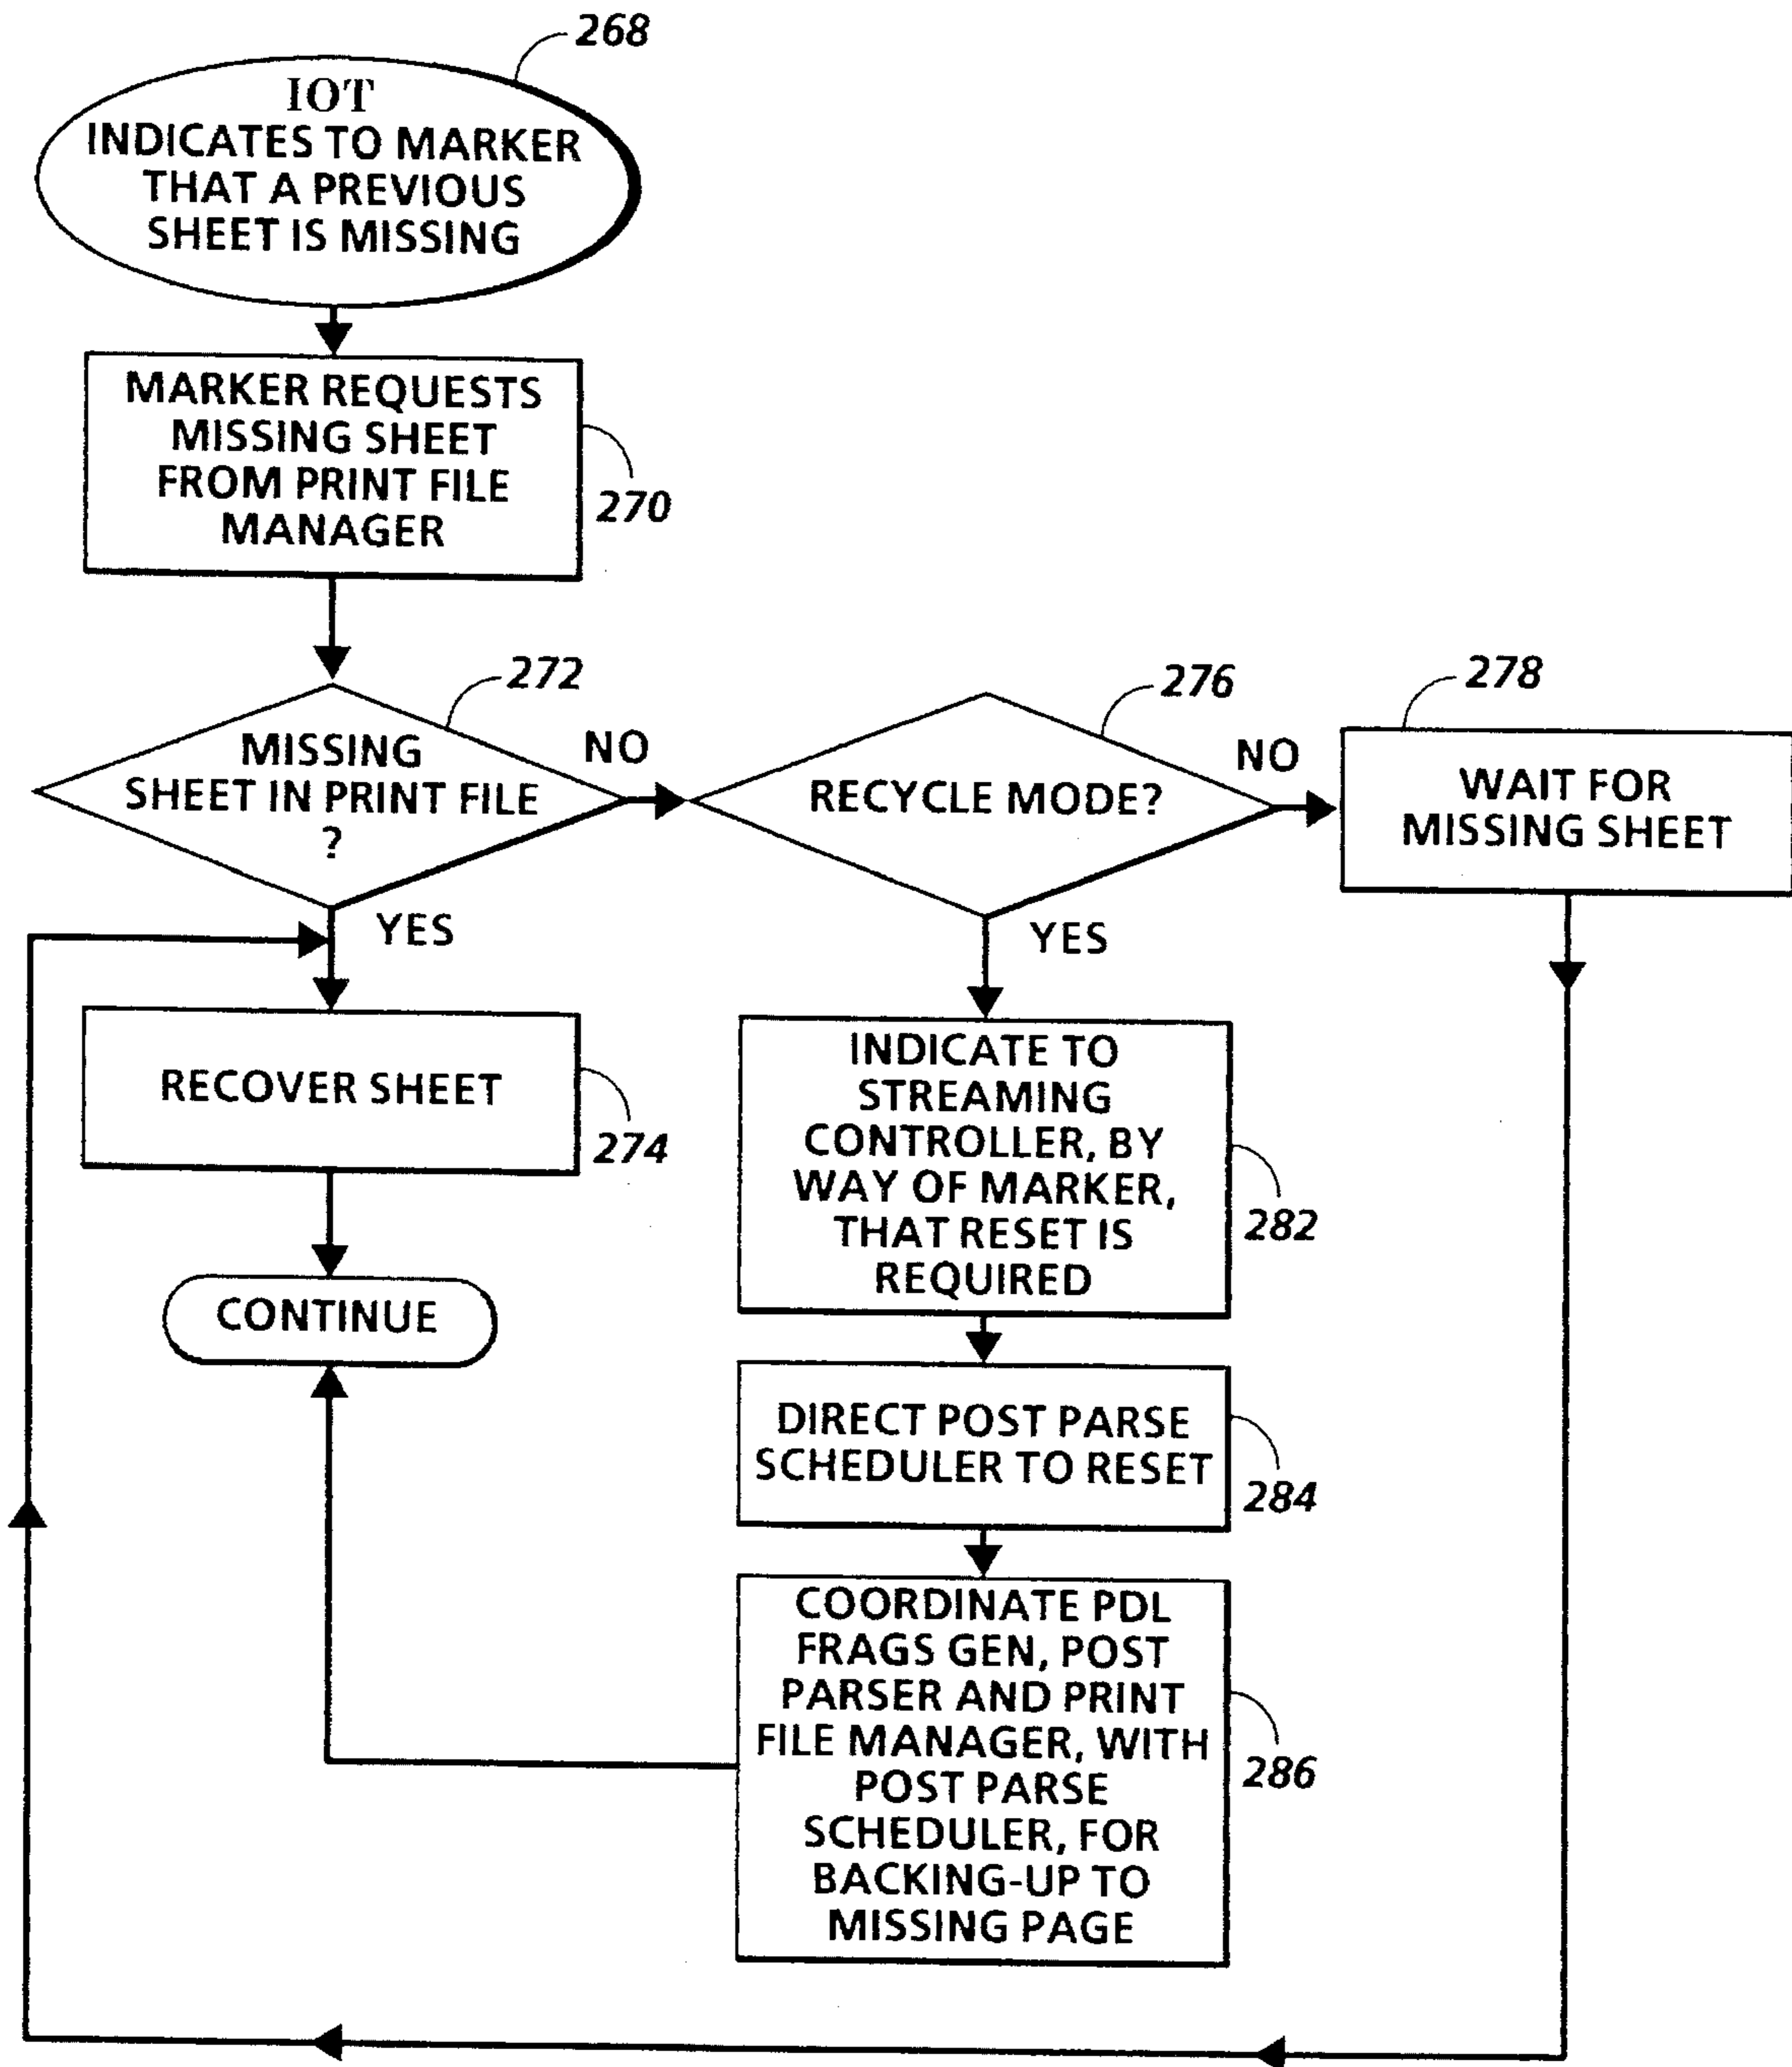 268
IOT
INDICATES TO MARKER
THAT A PREVIOUS
SHEET IS MISSING
MARKER REQUESTS
MISSING SHEET
FROM PRINT FILE
MANAGER
270
272
MISSING
SHEET IN PRINT FILE
?
NO
YES
276
RECYCLE MODE?
NO
YES
278
WAIT FOR
MISSING SHEET
RECOVER SHEET
274
CONTINUE
INDICATE TO
STREAMING
CONTROLLER, BY
WAY OF MARKER,
THAT RESET IS
REQUIRED
282
DIRECT POST PARSE
SCHEDULER TO RESET
284
COORDINATE PDL
FRAGS GEN, POST
PARSER AND PRINT
FILE MANAGER, WITH
POST PARSE
SCHEDULER, FOR
BACKING-UP TO
MISSING PAGE
286